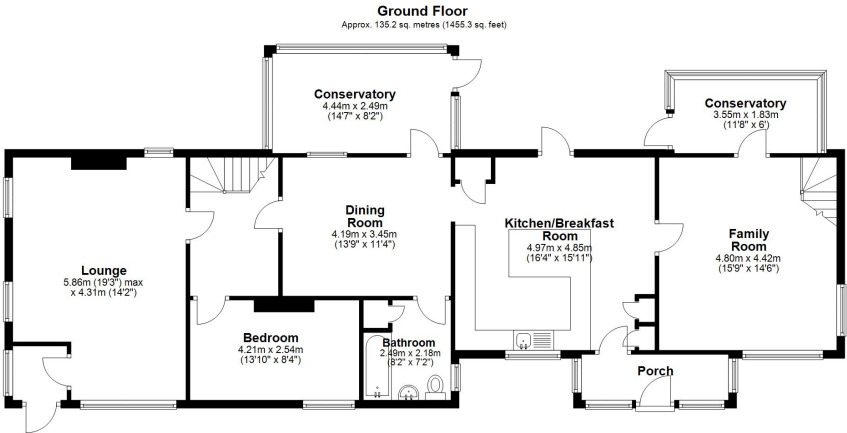 Ground Floor
Approx. 135.2 sq. metres (1455.3 sq. feet)
Conservatory
4.44m x 2.49m
(14'7" x 8'2")
Conservatory
3.55m x 1.83m
(11'8" x 6')
Lounge
5.86m (19'3") max
x 4.31m (14'2")
Dining
Room
4.19m x 3.45m
(13'9" x 11'4")
Kitchen/Breakfast
Room
4.97m x 4.85m
(16'4" x 15'11")
Family
Room
4.80m x 4.42m
(15'9" x 14'6")
Bedroom
4.21m x 2.54m
(13'10" x 8'4")
Bathroom
2.49m x 2.18m
(8'2" x 7'2")
Porch